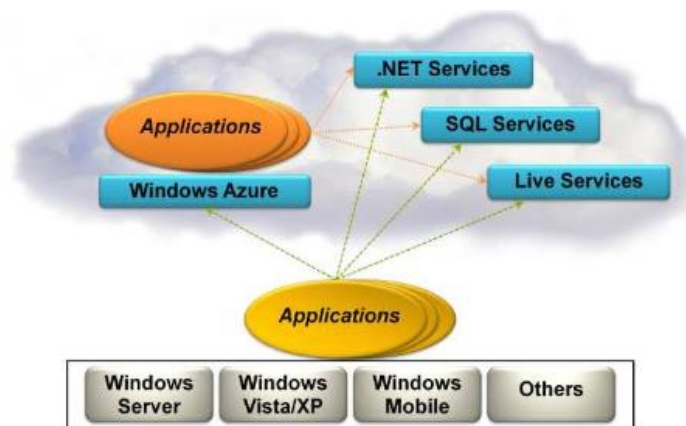 .NET Services
Applications
SQL Services
Windows Azure
Live Services
Applications
Windows
Server
Windows
Vista/XP
Windows
Mobile
Others